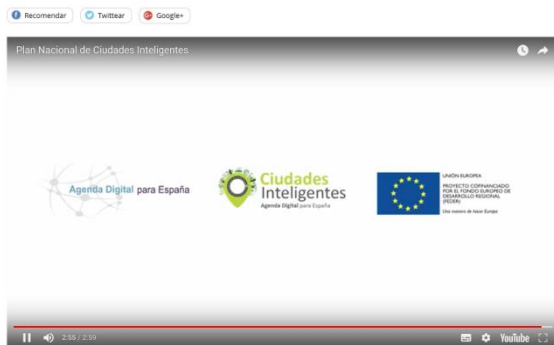 Recomendar
Twittear
Google+
Plan Nacional de Ciudades Inteligentes
Agenda Digital para España
Ciudades
Inteligentes
Agenda Digital para España
UNIÓN EUROPEA
PROYECTO COFINANCIADO
POR EL FONDO EUROPEO DE
DESARROLLO REGIONAL
(FEDER)
Una manera de hacer Europa
2:55 / 2:59
YouTube